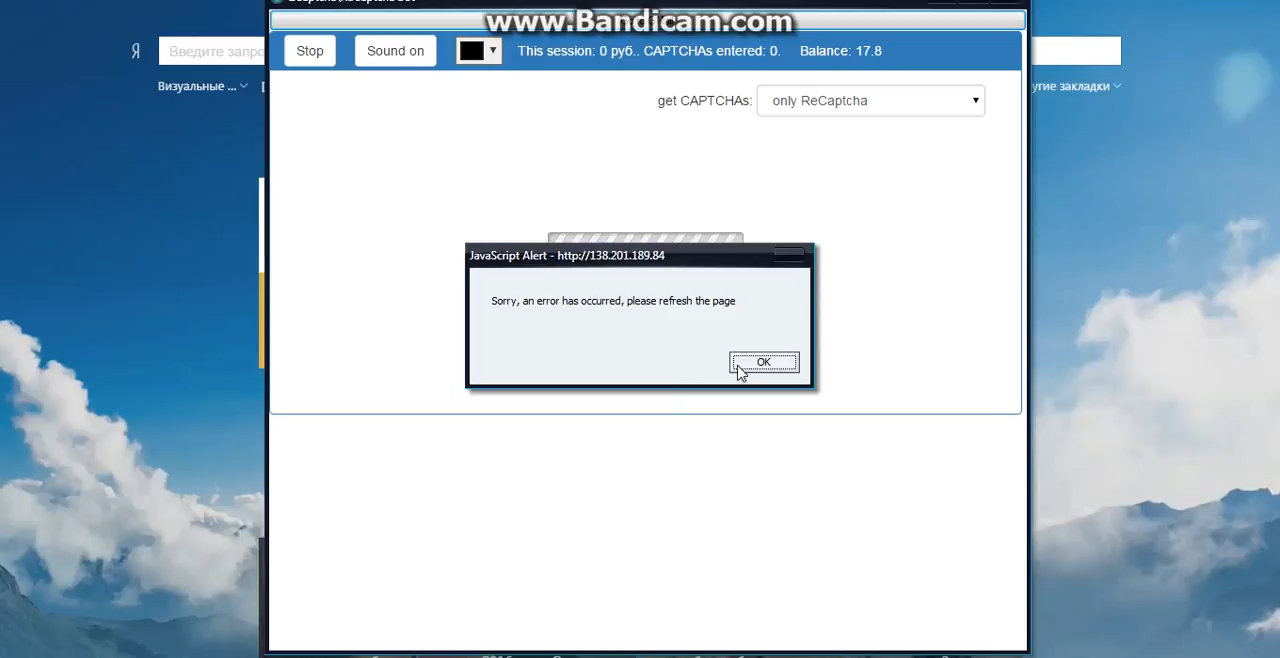 www.Bandicam.com
Я
Введите запро
Stop
Sound on
This session: 0 руб.. CAPTCHAs entered: 0.
Balance: 17.8
Визуальные ...
угие закладки
get CAPTCHAs:
only ReCaptcha
JavaScript Alert - http://138.201.189.84
Sorry, an error has occurred, please refresh the page
OK